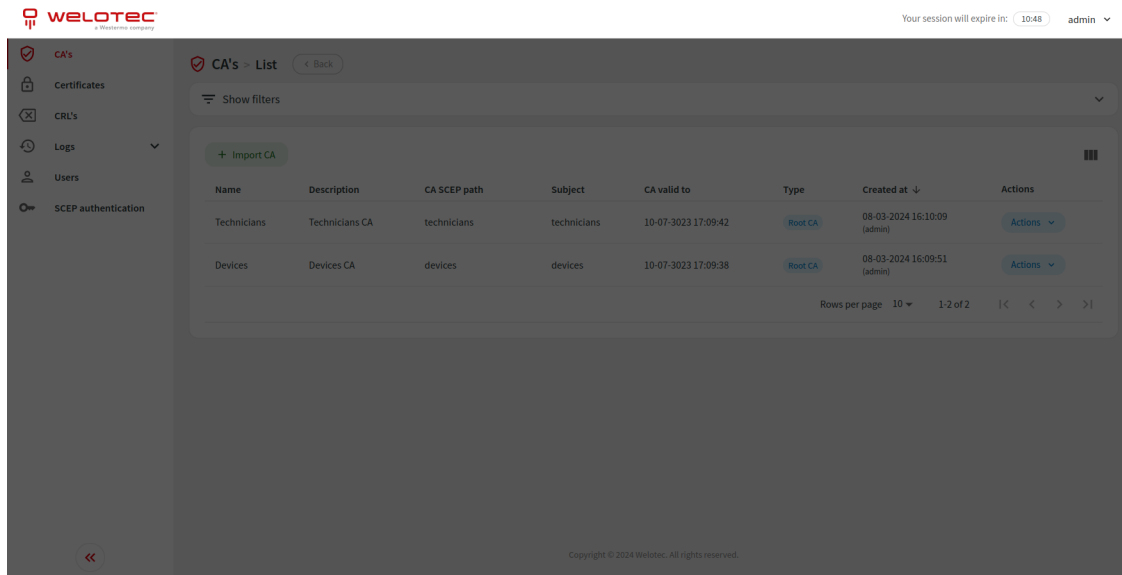 WELOTEC
a Westermo company
Your session will expire in: 10:48 admin
CA's
Certificates
CRL's
Logs
Users
SCEP authentication
CA's > List < Back
Show filters
+ Import CA
Name Description CA SCEP path Subject CA valid to Type Created at ↓ Actions
Technicians Technicians CA technicians technicians 10-07-3023 17:09:42 Root CA 08-03-2024 16:10:09 (admin) Actions
Devices Devices CA devices devices 10-07-3023 17:09:38 Root CA 08-03-2024 16:09:51 (admin) Actions
Rows per page 10 1-2 of 2
Copyright © 2024 Welotec. All rights reserved.